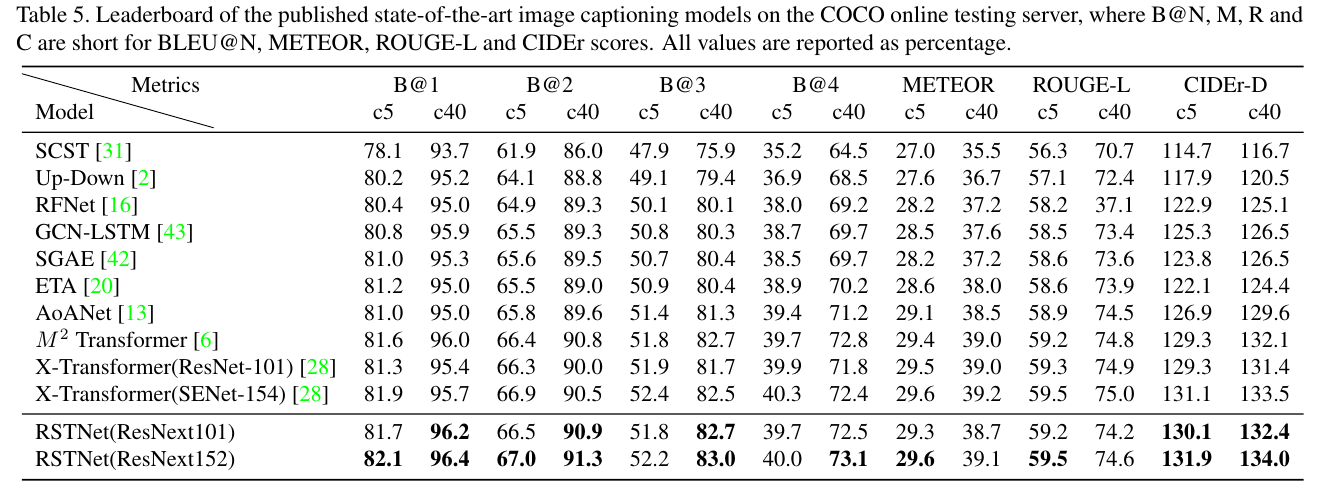 Table 5. Leaderboard of the published state-of-the-art image captioning models on the COCO online testing server, where B@N, M, R and
C are short for BLEU@N, METEOR, ROUGE-L and CIDEr scores. All values are reported as percentage.
Metrics B@1 B@2 B@3 B@4 METEOR ROUGE-L CIDEr-D
Model c5 c40 c5 c40 c5 c40 c5 c40 c5 c40 c5 c40 c5 c40
SCST [31] 78.1 93.7 61.9 86.0 47.9 75.9 35.2 64.5 27.0 35.5 56.3 70.7 114.7 116.7
Up-Down [2] 80.2 95.2 64.1 88.8 49.1 79.4 36.9 68.5 27.6 36.7 57.1 72.4 117.9 120.5
RFNet [16] 80.4 95.0 64.9 89.3 50.1 80.1 38.0 69.2 28.2 37.2 58.2 37.1 122.9 125.1
GCN-LSTM [43] 80.8 95.9 65.5 89.3 50.8 80.3 38.7 69.7 28.5 37.6 58.5 73.4 125.3 126.5
SGAE [42] 81.0 95.3 65.6 89.5 50.7 80.4 38.5 69.7 28.2 37.2 58.6 73.6 123.8 126.5
ETA [20] 81.2 95.0 65.5 89.0 50.9 80.4 38.9 70.2 28.6 38.0 58.6 73.9 122.1 124.4
AoANet [13] 81.0 95.0 65.8 89.6 51.4 81.3 39.4 71.2 29.1 38.5 58.9 74.5 126.9 129.6
M² Transformer [6] 81.6 96.0 66.4 90.8 51.8 82.7 39.7 72.8 29.4 39.0 59.2 74.8 129.3 132.1
X-Transformer(ResNet-101) [28] 81.3 95.4 66.3 90.0 51.9 81.7 39.9 71.8 29.5 39.0 59.3 74.9 129.3 131.4
X-Transformer(SENet-154) [28] 81.9 95.7 66.9 90.5 52.4 82.5 40.3 72.4 29.6 39.2 59.5 75.0 131.1 133.5
RSTNet(ResNext101) 81.7 96.2 66.5 90.9 51.8 82.7 39.7 72.5 29.3 38.7 59.2 74.2 130.1 132.4
RSTNet(ResNext152) 82.1 96.4 67.0 91.3 52.2 83.0 40.0 73.1 29.6 39.1 59.5 74.6 131.9 134.0